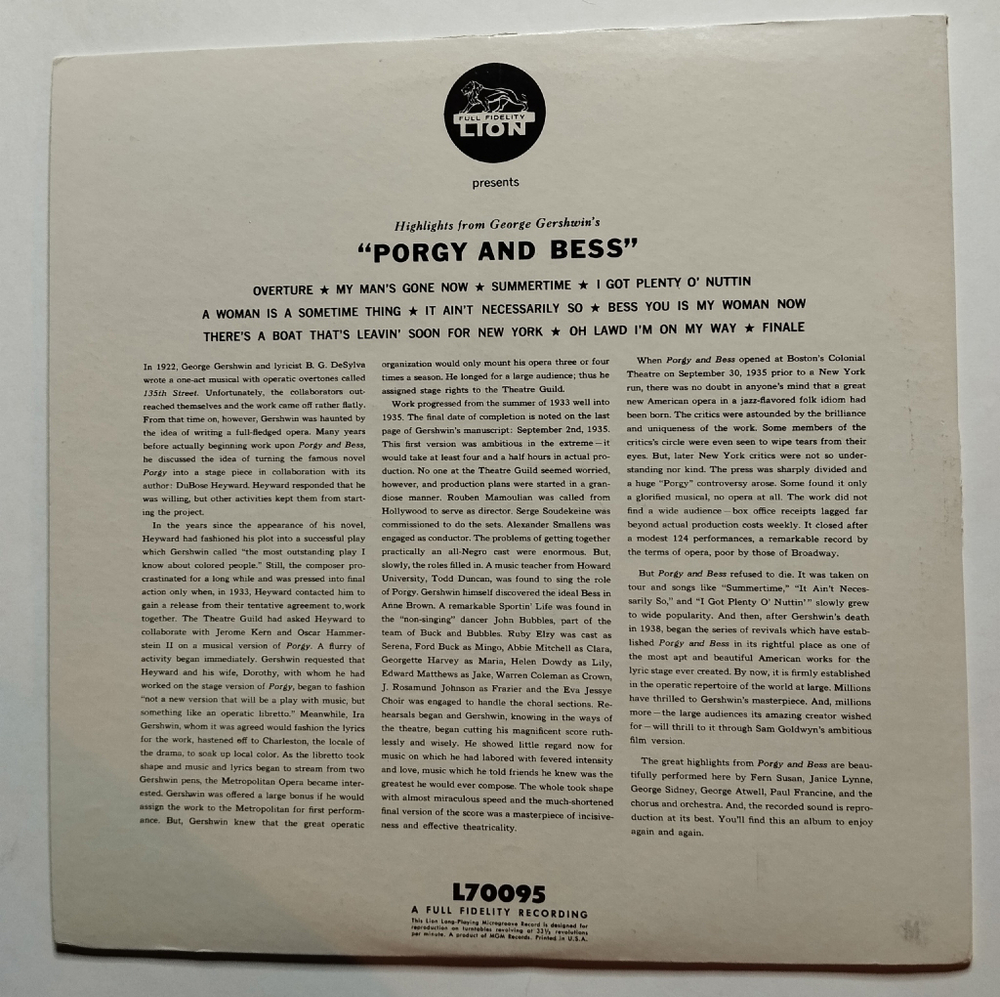 FULL FIDELITY
LION
presents
Highlights from George Gershwin's
"PORGY AND BESS"
OVERTURE ★ MY MAN'S GONE NOW ★ SUMMERTIME ★ I GOT PLENTY O' NUTTIN
A WOMAN IS A SOMETIME THING ★ IT AIN'T NECESSARILY SO ★ BESS YOU IS MY WOMAN NOW
THERE'S A BOAT THAT'S LEAVIN' SOON FOR NEW YORK ★ OH LAWD I'M ON MY WAY ★ FINALE
In 1922, George Gershwin and lyricist B. G. DeSylva
wrote a one-act musical with operatic overtones called
135th Street. Unfortunately, the collaborators out-
reached themselves and the work came off rather flatly.
From that time on, however, Gershwin was haunted by
the idea of writing a full-fledged opera. Many years
before actually beginning work upon Porgy and Bess,
he discussed the idea of turning the famous novel
Porgy into a stage piece in collaboration with its
author: DuBose Heyward. Heyward responded that he
was willing, but other activities kept them from start-
ing the project.
In the years since the appearance of his novel,
Heyward had fashioned his plot into a successful play
which Gershwin called "the most outstanding play I
know about colored people." Still, the composer pro-
crastinated for a long while and was pressed into final
action only when, in 1933, Heyward contacted him to
gain a release from their tentative agreement to work
together. The Theatre Guild had asked Heyward to
collaborate with Jerome Kern and Oscar Hammer-
stein II on a musical version of Porgy. A flurry of
activity began immediately. Gershwin requested that
Heyward and his wife, Dorothy, with whom he had
worked on the stage version of Porgy, began to fashion
"not a new version that will be a play with music, but
something like an operatic libretto." Meanwhile, Ira
Gershwin, whom it was agreed would fashion the lyrics
for the work, hastened off to Charleston, the locale of
the drama, to soak up local color. As the libretto took
shape and music and lyrics began to stream from two
Gershwin pens, the Metropolitan Opera became inter-
ested. Gershwin was offered a large bonus if he would
assign the work to the Metropolitan for first perform-
ance. But, Gershwin knew that the great operatic
organization would only mount his opera three or four
times a season. He longed for a large audience; thus he
assigned stage rights to the Theatre Guild.
Work progressed from the summer of 1933 well into
1935. The final date of completion is noted on the last
page of Gershwin's manuscript: September 2nd, 1935.
This first version was ambitious in the extreme—it
would take at least four and a half hours in actual pro-
duction. No one at the Theatre Guild seemed worried,
however, and production plans were started in a gran-
diose manner. Rouben Mamoulian was called from
Hollywood to serve as director. Serge Soudekeine was
commissioned to do the sets. Alexander Smallens was
engaged as conductor. The problems of getting together
practically an all-Negro cast were enormous. But,
slowly, the roles filled in. A music teacher from Howard
University, Todd Duncan, was found to sing the role
of Porgy. Gershwin himself discovered the ideal Bess in
Anne Brown. A remarkable Sportin' Life was found in
the "non-singing" dancer John Bubbles, part of the
team of Buck and Bubbles. Ruby Elzy was cast as
Serena, Ford Buck as Mingo, Abbie Mitchell as Clara,
Georgette Harvey as Maria, Helen Dowdy as Lily,
Edward Matthews as Jake, Warren Coleman as Crown,
J. Rosamund Johnson as Frazier and the Eva Jessye
Choir was engaged to handle the choral sections. Re-
hearsals began and Gershwin, knowing in the ways of
the theatre, began cutting his magnificent score ruth-
lessly and wisely. He showed little regard now for
music on which he had labored with fevered intensity
and love, music which he told friends he knew was the
greatest he would ever compose. The whole took shape
with almost miraculous speed and the much-shortened
final version of the score was a masterpiece of incisive-
ness and effective theatricality.
When Porgy and Bess opened at Boston's Colonial
Theatre on September 30, 1935 prior to a New York
run, there was no doubt in anyone's mind that a great
new American opera in a jazz-flavored folk idiom had
been born. The critics were astounded by the brilliance
and uniqueness of the work. Some members of the
critics's circle were even seen to wipe tears from their
eyes. But, later New York critics were not so under-
standing nor kind. The press was sharply divided and
a huge "Porgy" controversy arose. Some found it only
a glorified musical, no opera at all. The work did not
find a wide audience—box office receipts lagged far
beyond actual production costs weekly. It closed after
a modest 124 performances, a remarkable record by
the terms of opera, poor by those of Broadway.
But Porgy and Bess refused to die. It was taken on
tour and songs like "Summertime," "It Ain't Neces-
sarily So," and "I Got Plenty O' Nuttin'" slowly grew
to wide popularity. And then, after Gershwin's death
in 1938, began the series of revivals which have estab-
lished Porgy and Bess in its rightful place as one of
the most apt and beautiful American works for the
lyric stage ever created. By now, it is firmly established
in the operatic repertoire of the world at large. Millions
have thrilled to Gershwin's masterpiece. And, millions
more—the large audiences its amazing creator wished
for—will thrill to it through Sam Goldwyn's ambitious
film version.
The great highlights from Porgy and Bess are beau-
tifully performed here by Fern Susan, Janice Lynne,
George Sidney, George Atwell, Paul Francine, and the
chorus and orchestra. And, the recorded sound is repro-
duction at its best. You'll find this an album to enjoy
again and again.
L70095
A FULL FIDELITY RECORDING
This Lion Long-Playing Microgroove Record is designed for
reproduction on turntables revolving at 33⅓ revolutions
per minute. A product of MGM Records. Printed in U.S.A.
M